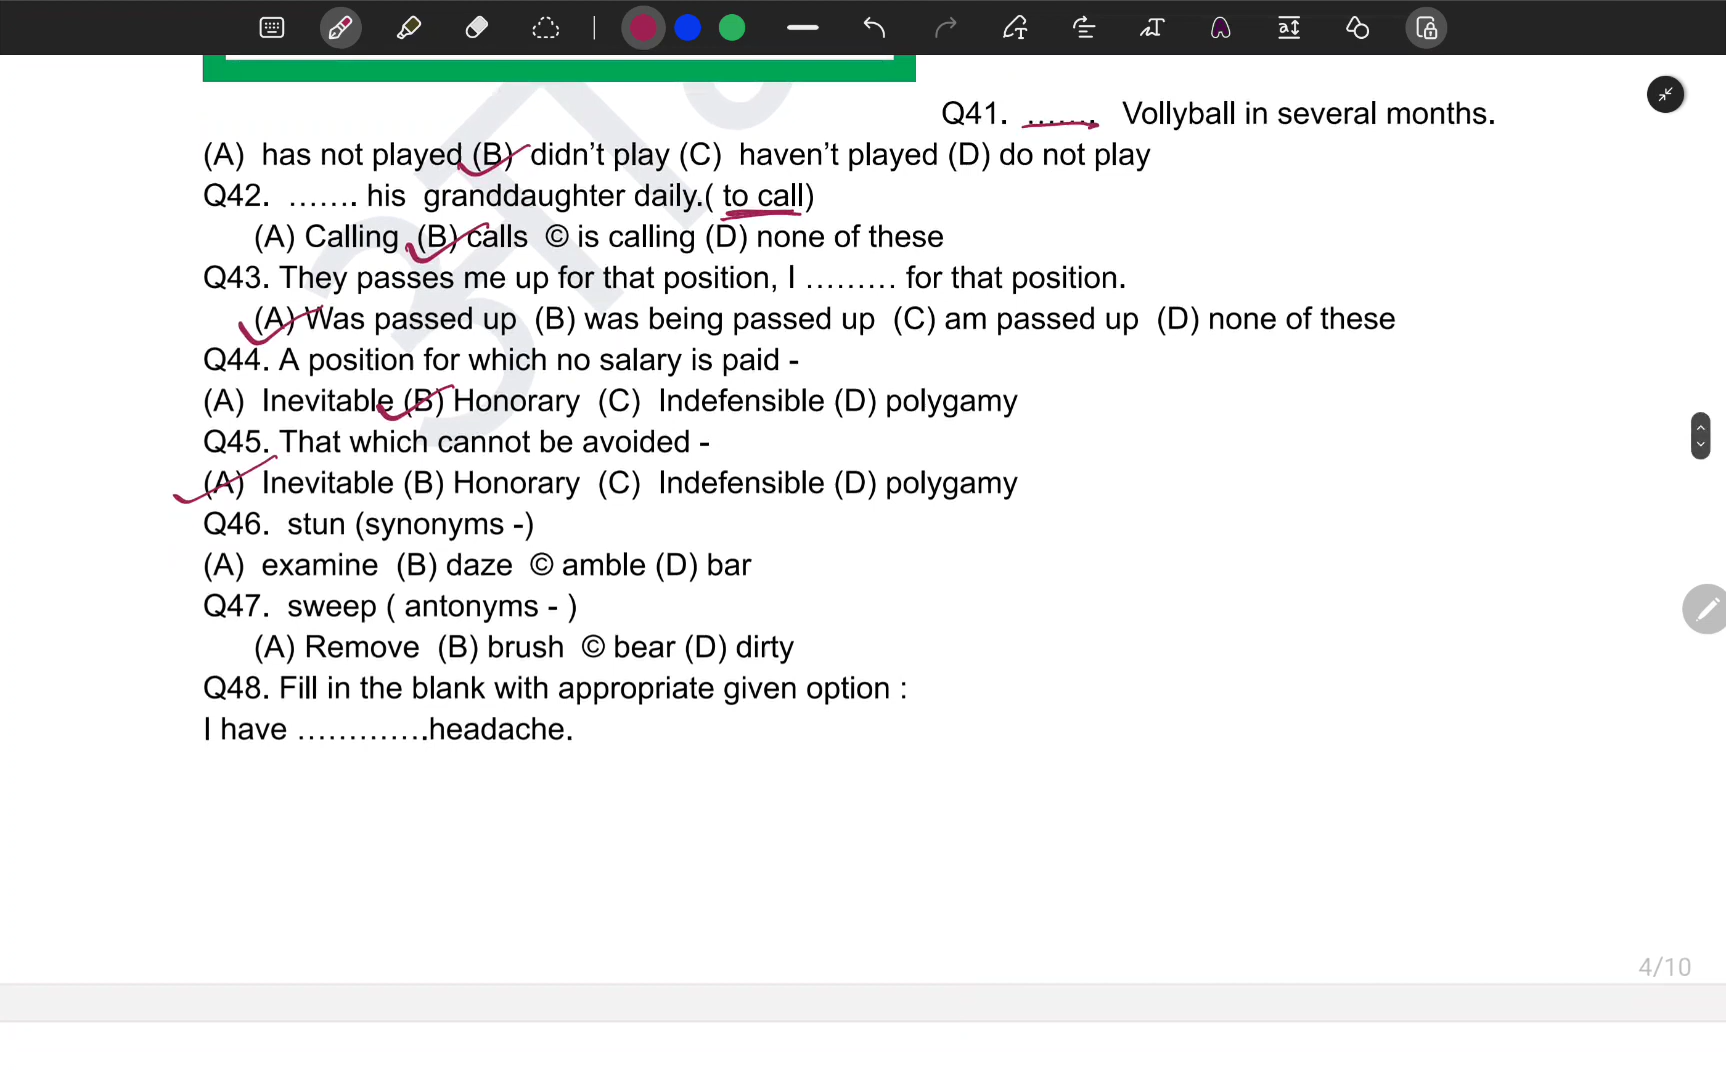 Q41. ....... Vollyball in several months.
(A) has not played (B) didn’t play (C) haven’t played (D) do not play
Q42. ....... his granddaughter daily.( to call)
(A) Calling (B) calls © is calling (D) none of these
Q43. They passes me up for that position, I ......... for that position.
(A) Was passed up (B) was being passed up (C) am passed up (D) none of these
Q44. A position for which no salary is paid -
(A) Inevitable (B) Honorary (C) Indefensible (D) polygamy
Q45. That which cannot be avoided -
(A) Inevitable (B) Honorary (C) Indefensible (D) polygamy
Q46. stun (synonyms -)
(A) examine (B) daze © amble (D) bar
Q47. sweep ( antonyms - )
(A) Remove (B) brush © bear (D) dirty
Q48. Fill in the blank with appropriate given option :
I have .............headache.
4/10